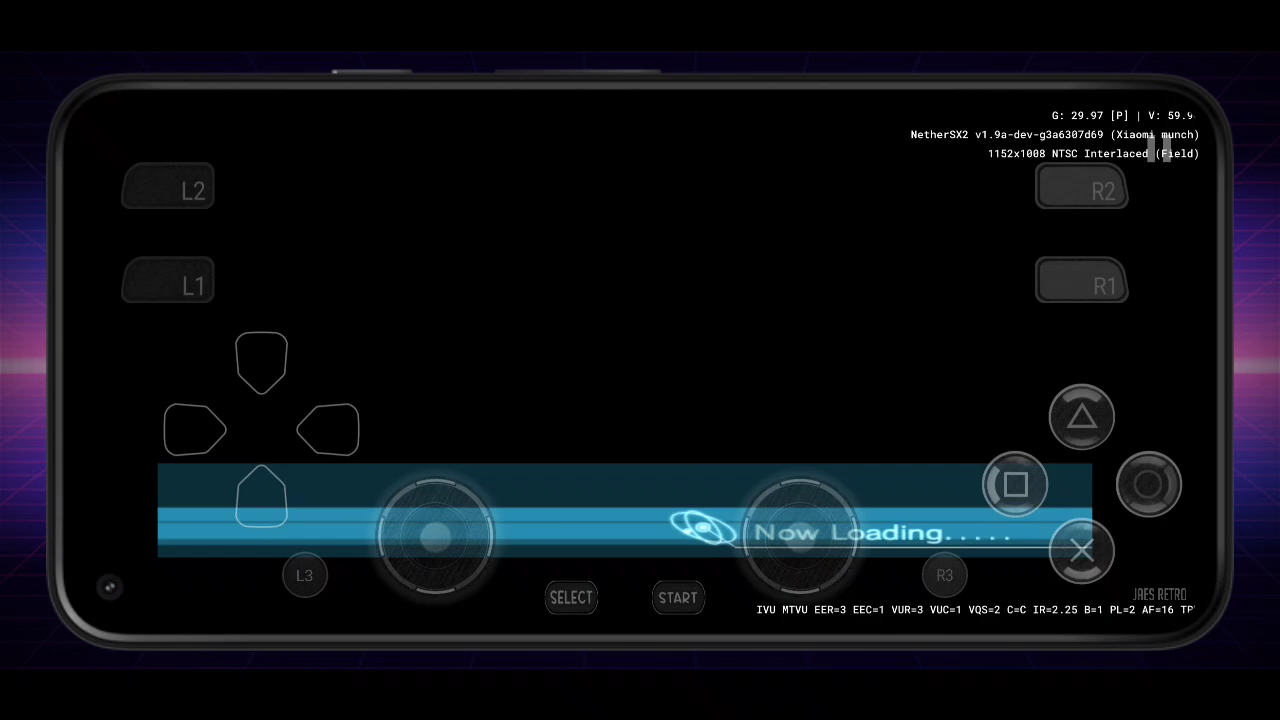 G: 29.97 [P] | V: 59.9
NetherSX2 v1.9a-dev-g3a6307d69 (Xiaomi munch)
1152x1008 NTSC Interlaced (Field)
L2
R2
L1
R1
Now Loading.....
L3
R3
SELECT
START
JAES RETRO
IVU MTVU EER=3 EEC=1 VUR=3 VUC=1 VQS=2 C=C IR=2.25 B=1 PL=2 AF=16 TP